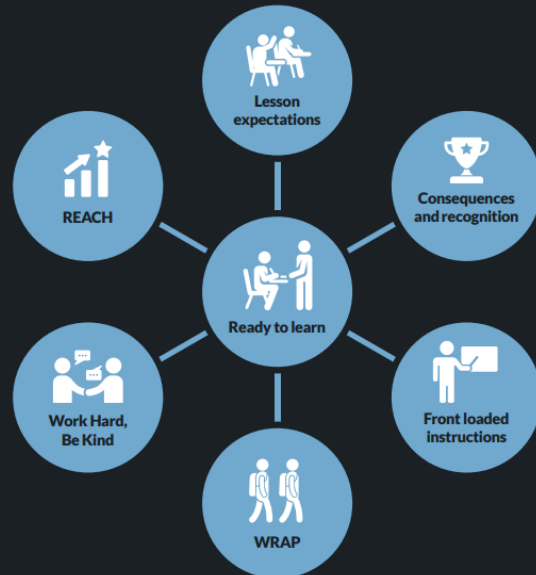 Lesson
expectations
REACH
Consequences
and recognition
Ready to learn
Work Hard,
Be Kind
Front loaded
instructions
WRAP